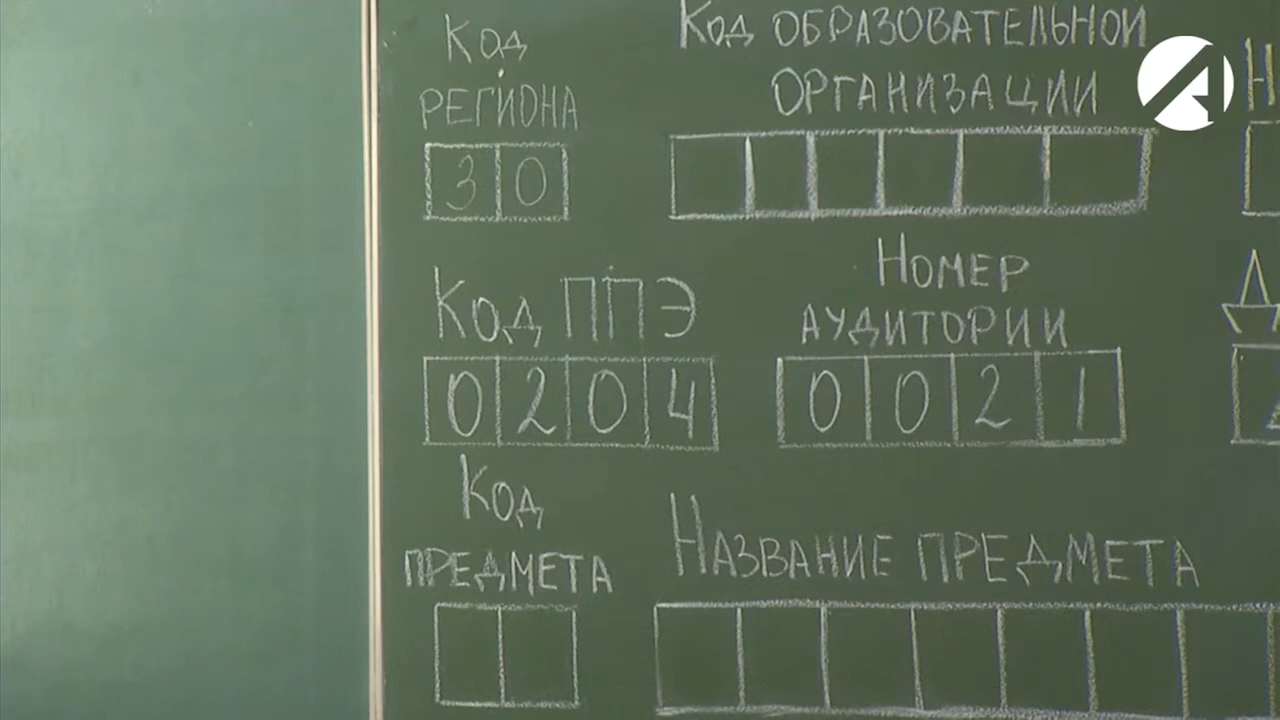 Код
РЕГИОНА
30
Код ОБРАЗОВАТЕЛЬНОЙ
ОРГАНИЗАЦИИ
Код ППЭ
0204
Номер
АУДИТОРИИ
0021
Код
ПРЕДМЕТА
НАЗВАНИЕ ПРЕДМЕТА